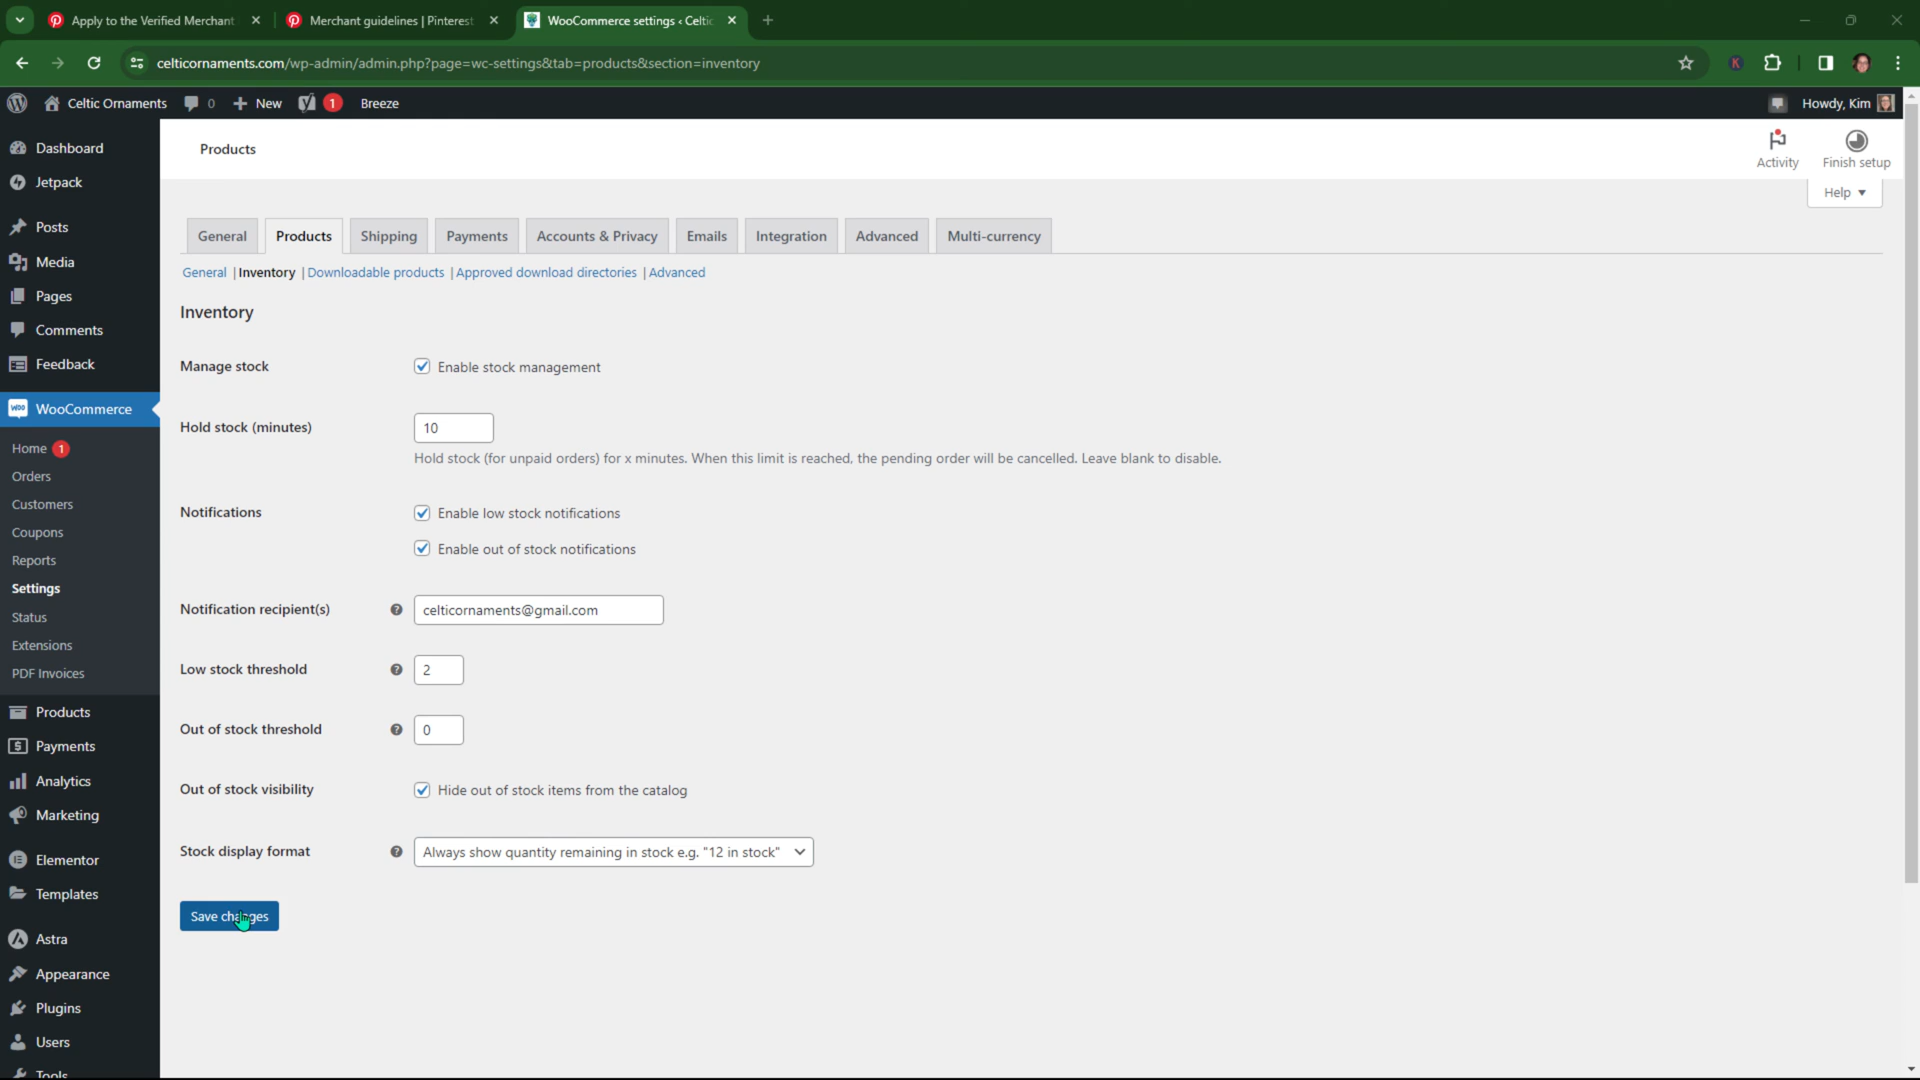 Apply to the Verified Merchant
Merchant guidelines | Pinterest
WooCommerce settings ‹ Celtic
celticornaments.com/wp-admin/admin.php?page=wc-settings&tab=products&section=inventory
K
Celtic Ornaments
0
New
1
Breeze
Howdy, Kim
Dashboard
Jetpack
Posts
Media
Pages
Comments
Feedback
Woo WooCommerce
Home 1
Orders
Customers
Coupons
Reports
Settings
Status
Extensions
PDF Invoices
Products
Payments
Analytics
Marketing
Elementor
Templates
Astra
Appearance
Plugins
Users
Tools
Products
Activity
Finish setup
Help
General
Products
Shipping
Payments
Accounts & Privacy
Emails
Integration
Advanced
Multi-currency
General | Inventory | Downloadable products | Approved download directories | Advanced
Inventory
Manage stock
Enable stock management
Hold stock (minutes)
10
Hold stock (for unpaid orders) for x minutes. When this limit is reached, the pending order will be cancelled. Leave blank to disable.
Notifications
Enable low stock notifications
Enable out of stock notifications
Notification recipient(s)
celticornaments@gmail.com
Low stock threshold
2
Out of stock threshold
0
Out of stock visibility
Hide out of stock items from the catalog
Stock display format
Always show quantity remaining in stock e.g. "12 in stock"
Save changes